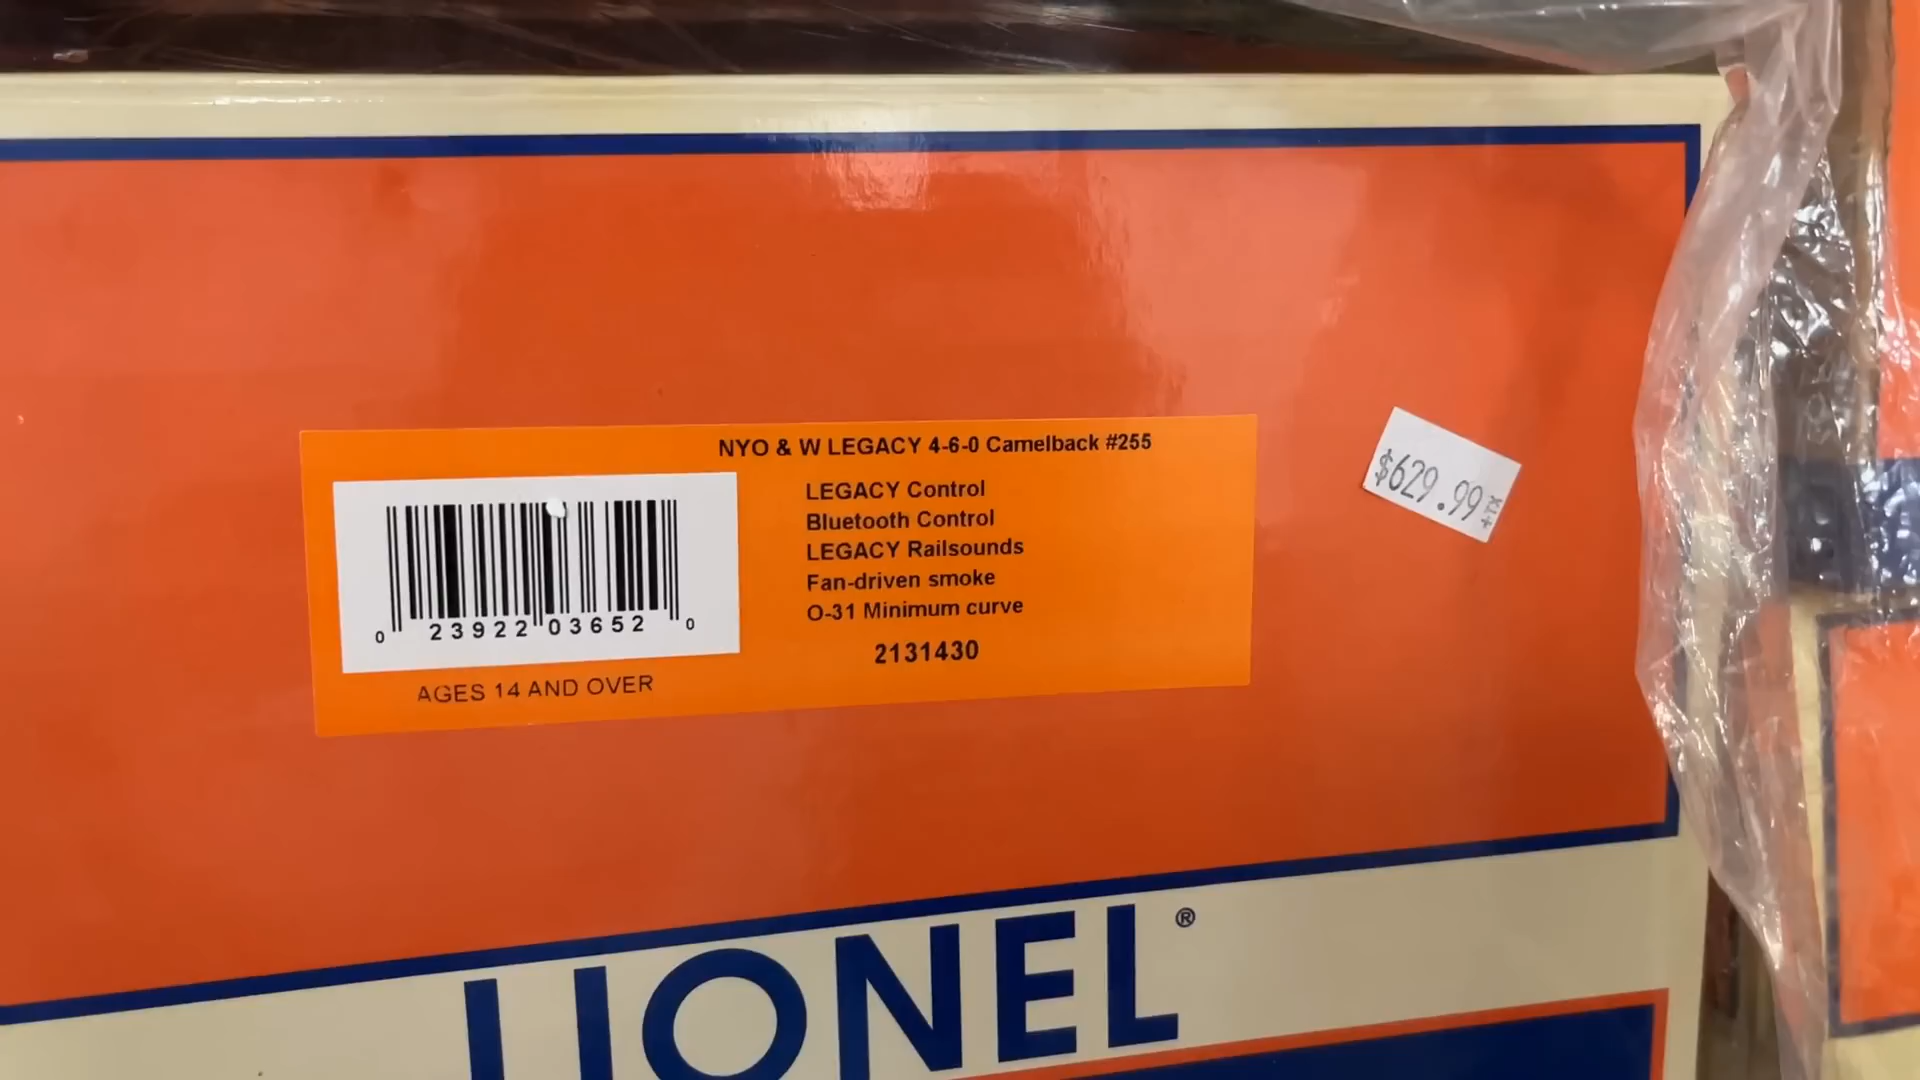 NYO & W LEGACY 4-6-0 Camelback #255
LEGACY Control
Bluetooth Control
LEGACY Railsounds
Fan-driven smoke
O-31 Minimum curve
2131430
0 23922 03652 0
AGES 14 AND OVER
$629.99+TX
LIONEL®